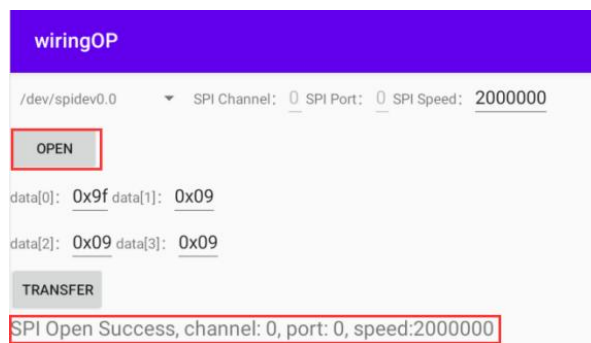 wiringOP
/dev/spidev0.0 SPI Channel: 0 SPI Port: 0 SPI Speed: 2000000
OPEN
data[0]: 0x9f data[1]: 0x09
data[2]: 0x09 data[3]: 0x09
TRANSFER
SPI Open Success, channel: 0, port: 0, speed:2000000